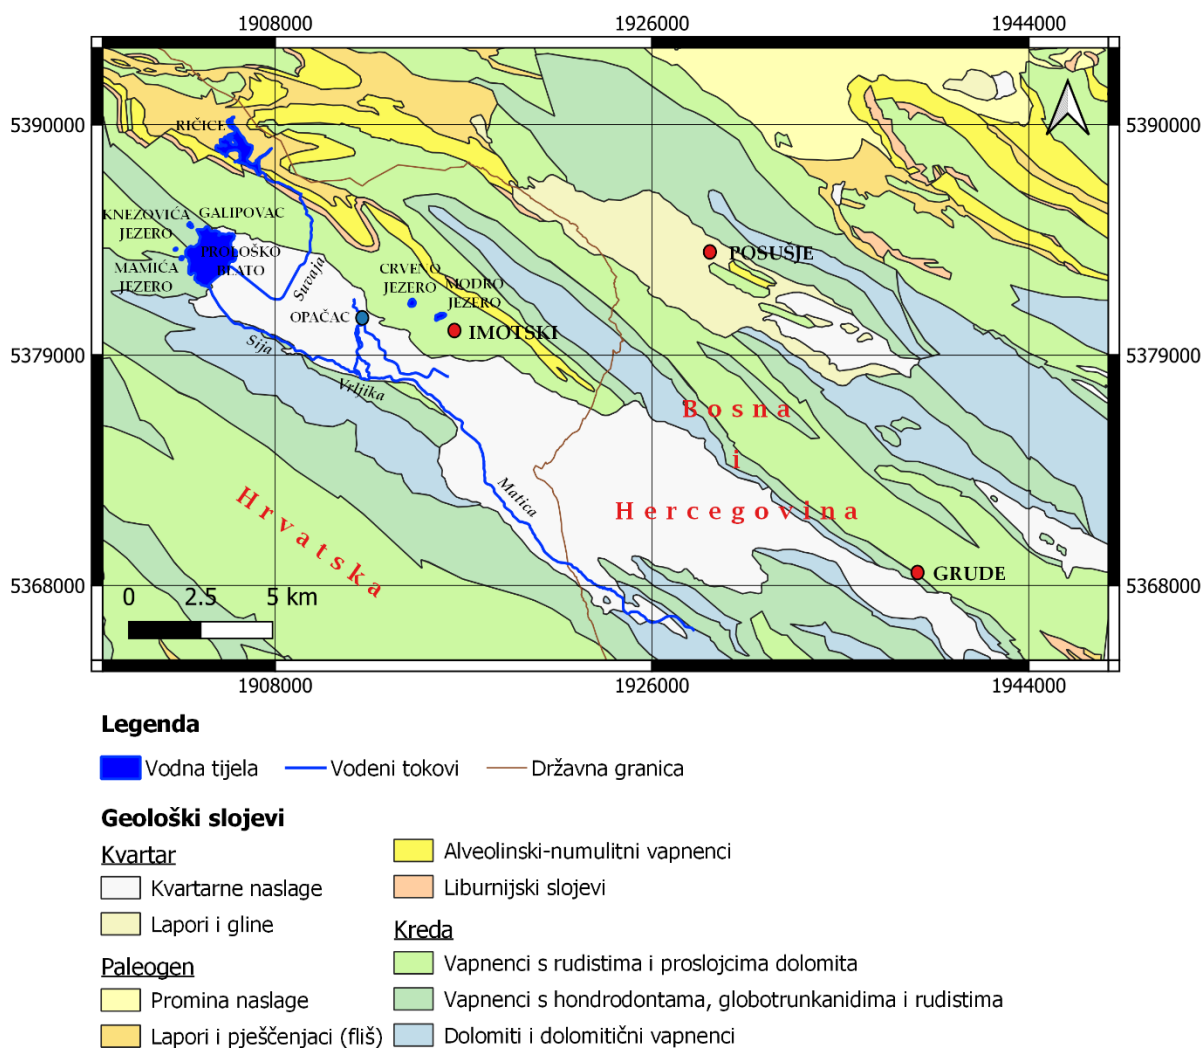 1908000 1926000 1944000
5390000 5390000
RIČICE
KNEZOVIĆA JEZERO
GALIPOVAC
PROLOŠKO BLATO
MAMIĆA JEZERO
Suvaja
CRVENO JEZERO
MODRO JEZERO
POSUŠJE
OPAČAC
IMOTSKI
5379000 5379000
Sija
Vrljika
Bosna
i
Hercegovina
Matica
Hrvatska
GRUDE
5368000 5368000
0 2.5 5 km
1908000 1926000 1944000
Legenda
Vodna tijela Vodeni tokovi Državna granica
Geološki slojevi
Kvartar
Kvartarne naslage
Lapori i gline
Paleogen
Promina naslage
Lapori i pješčenjaci (fliš)
Alveolinski-numulitni vapnenci
Liburnijski slojevi
Kreda
Vapnenci s rudistima i proslojcima dolomita
Vapnenci s hondrodontama, globotrunkanidima i rudistima
Dolomiti i dolomitični vapnenci